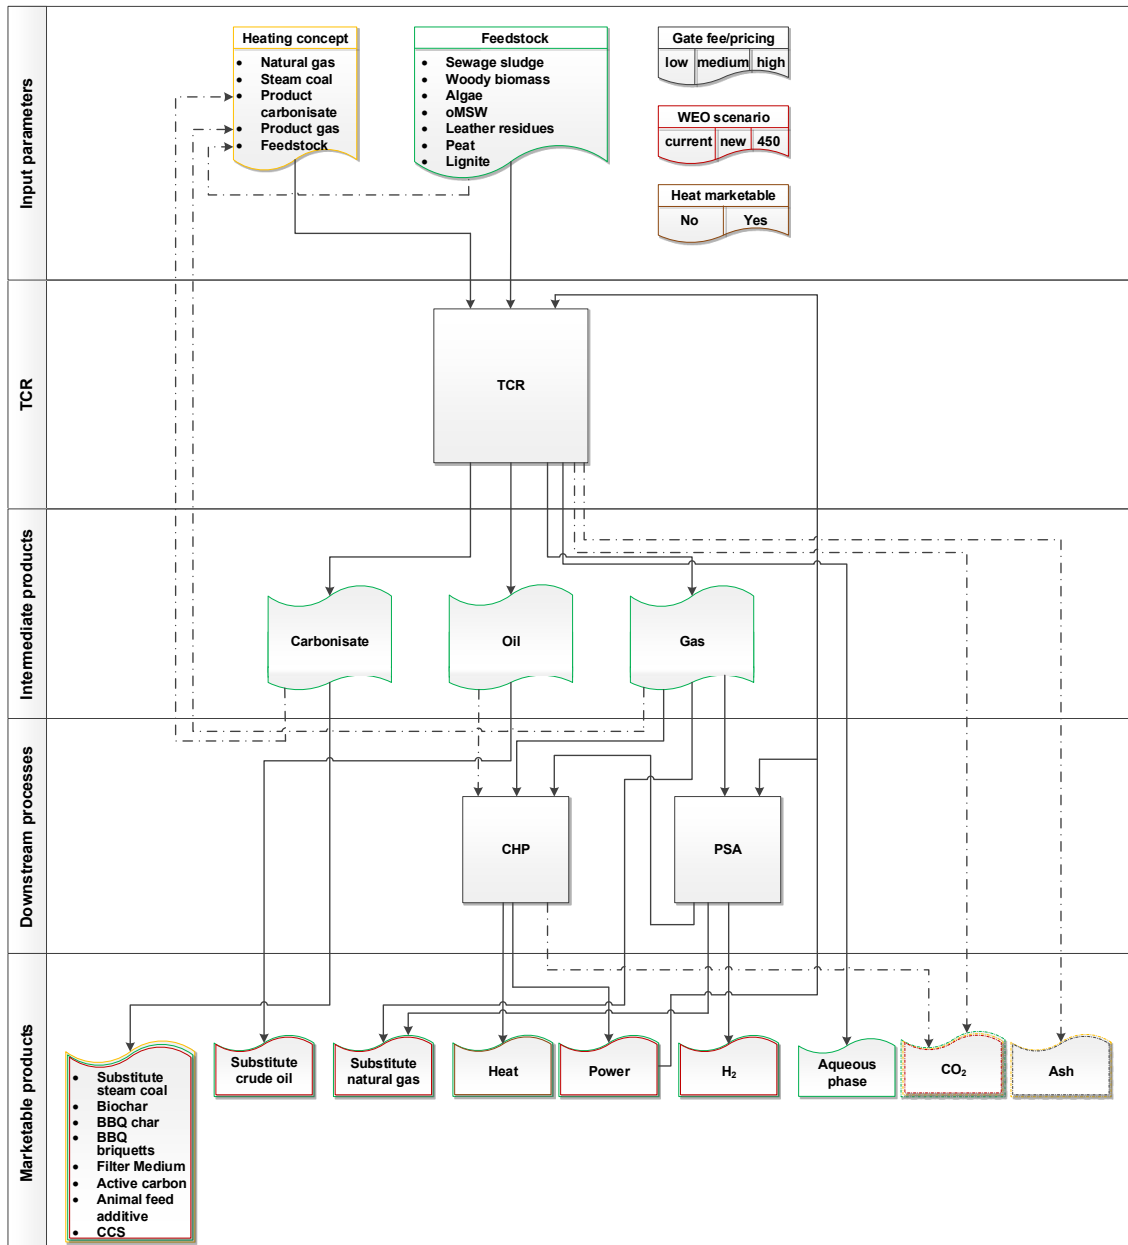 Input parameters
Heating concept
• Natural gas
• Steam coal
• Product
carbonisate
• Product gas
• Feedstock
Feedstock
• Sewage sludge
• Woody biomass
• Algae
• oMSW
• Leather residues
• Peat
• Lignite
Gate fee/pricing
low medium high
WEO scenario
current new 450
Heat marketable
No Yes
TCR
TCR
Intermediate products
Carbonisate
Oil
Gas
Downstream processes
CHP
PSA
Marketable products
• Substitute
steam coal
• Biochar
• BBQ char
• BBQ
briquetts
• Filter Medium
• Active carbon
• Animal feed
additive
• CCS
Substitute
crude oil
Substitute
natural gas
Heat
Power
H₂
Aqueous
phase
CO₂
Ash